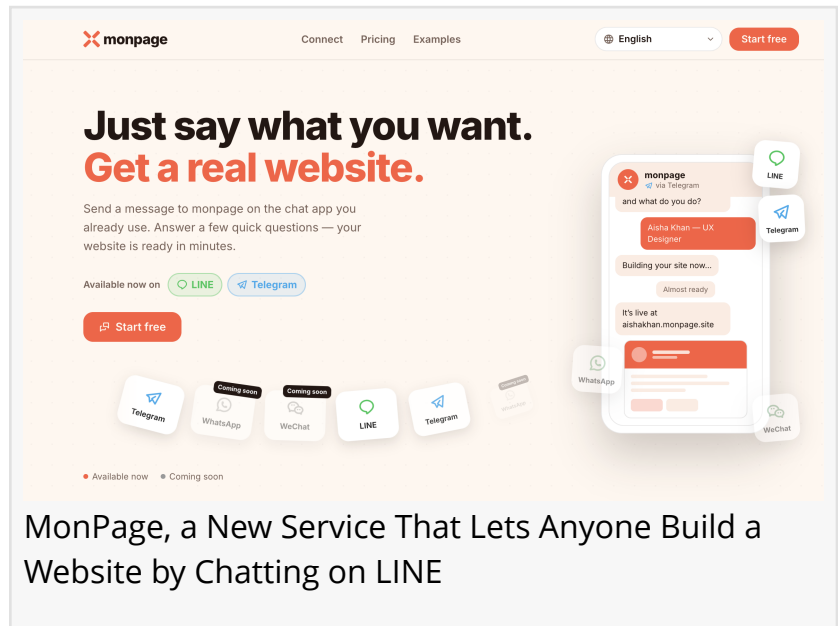 monpage
Connect Pricing Examples
English
Start free
Just say what you want.
Get a real website.
Send a message to monpage on the chat app you
already use. Answer a few quick questions — your
website is ready in minutes.
Available now on LINE Telegram
Start free
Telegram
Coming soon
WhatsApp
Coming soon
WeChat
LINE
Telegram
Coming soon
WhatsApp
Available now Coming soon
monpage
via Telegram
and what do you do?
Aisha Khan — UX
Designer
Building your site now...
Almost ready
It's live at
aishakhan.monpage.site
LINE
Telegram
WhatsApp
WeChat
MonPage, a New Service That Lets Anyone Build a
Website by Chatting on LINE